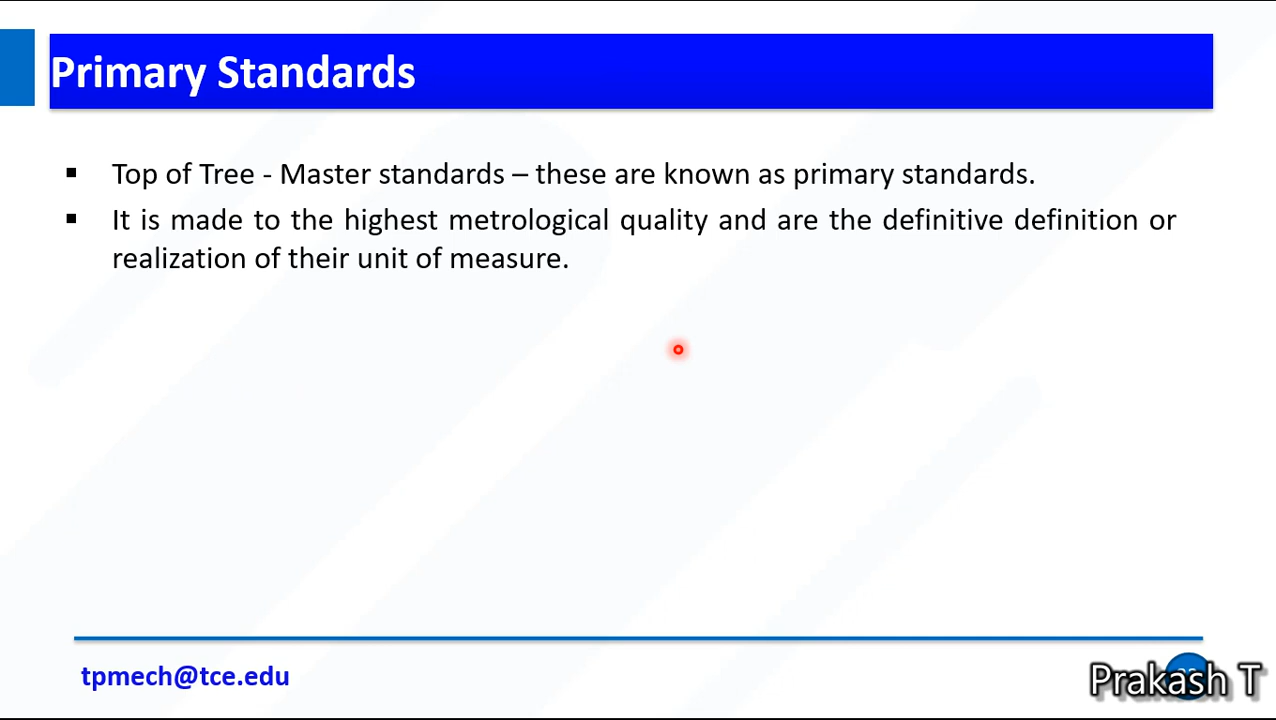 Primary Standards
▪ Top of Tree - Master standards – these are known as primary standards.
▪ It is made to the highest metrological quality and are the definitive definition or
realization of their unit of measure.
tpmech@tce.edu
Prakash T